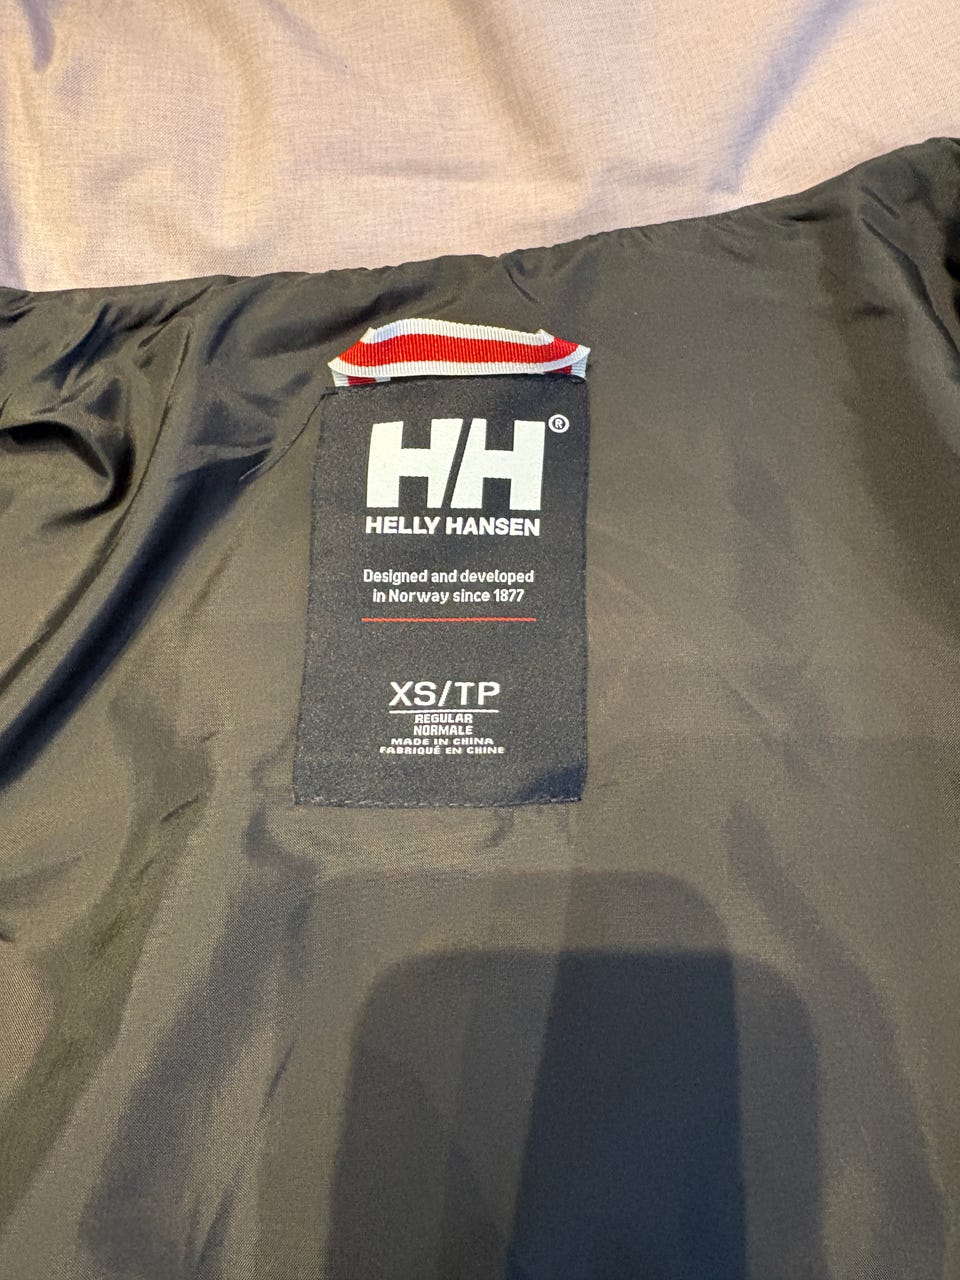 HH®
HELLY HANSEN
Designed and developed
in Norway since 1877
XS/TP
REGULAR
NORMALE
MADE IN CHINA
FABRIQUÉ EN CHINE